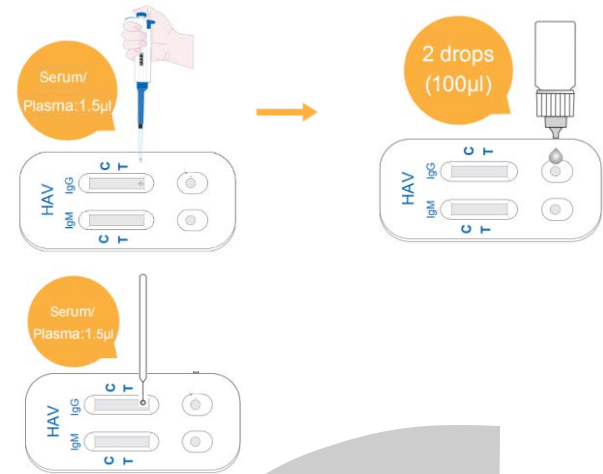 Serum/
Plasma:1.5µl
C T
HAV
IgG
IgM
C T
2 drops
(100µl)
C T
HAV
IgG
IgM
C T
Serum/
Plasma:1.5µl
C T
HAV
IgG
IgM
C T